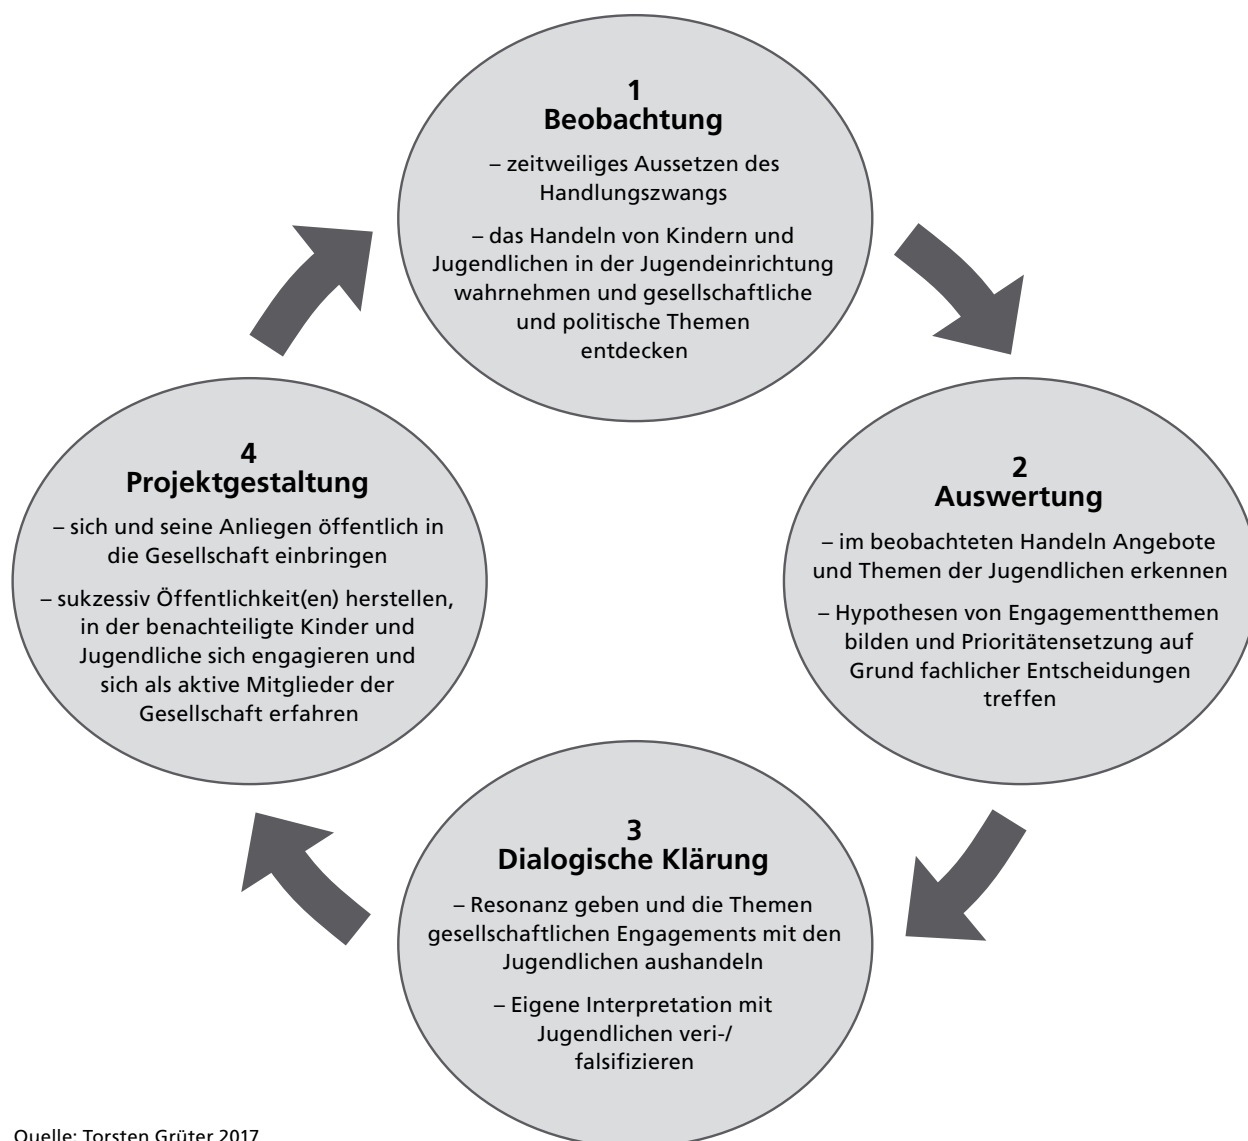 1
Beobachtung
– zeitweiliges Aussetzen des
Handlungszwangs
– das Handeln von Kindern und
Jugendlichen in der Jugendeinrichtung
wahrnehmen und gesellschaftliche
und politische Themen
entdecken
2
Auswertung
– im beobachteten Handeln Angebote
und Themen der Jugendlichen erkennen
– Hypothesen von Engagementthemen
bilden und Prioritätensetzung auf
Grund fachlicher Entscheidungen
treffen
3
Dialogische Klärung
– Resonanz geben und die Themen
gesellschaftlichen Engagements mit den
Jugendlichen aushandeln
– Eigene Interpretation mit
Jugendlichen veri-/
falsifizieren
4
Projektgestaltung
– sich und seine Anliegen öffentlich in
die Gesellschaft einbringen
– sukzessiv Öffentlichkeit(en) herstellen,
in der benachteiligte Kinder und
Jugendliche sich engagieren und
sich als aktive Mitglieder der
Gesellschaft erfahren
Quelle: Torsten Grüter 2017